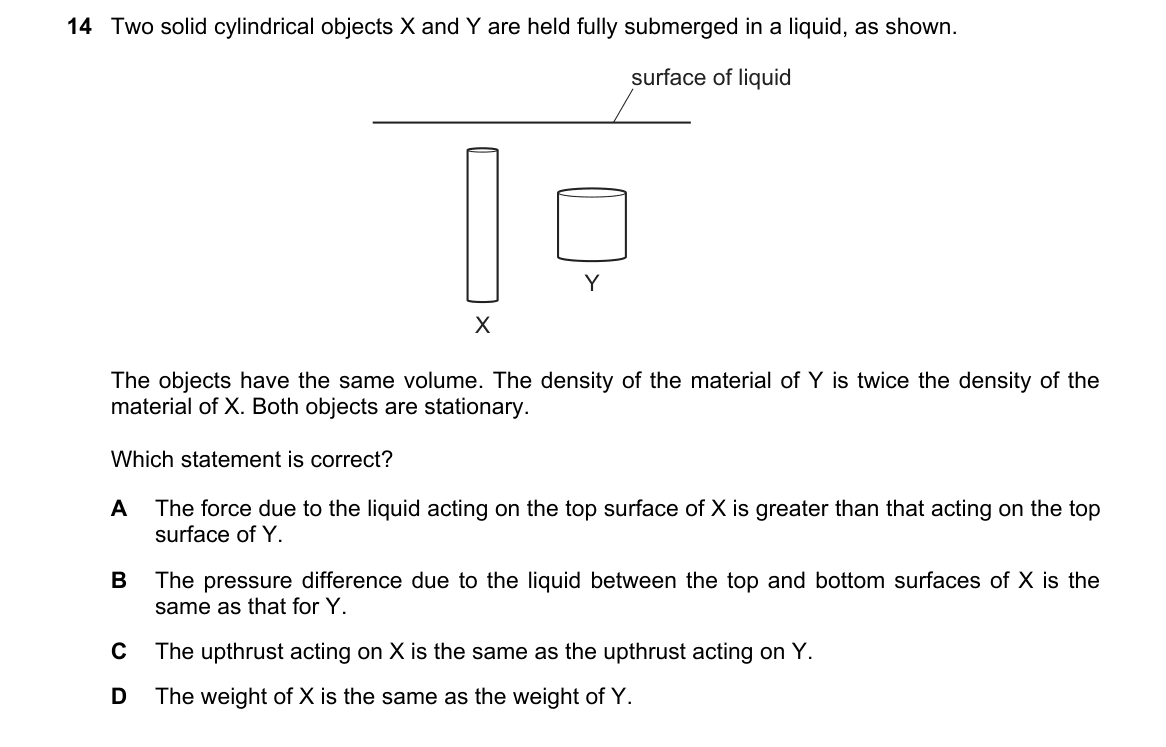 14 Two solid cylindrical objects X and Y are held fully submerged in a liquid, as shown.
surface of liquid
Y
X
The objects have the same volume. The density of the material of Y is twice the density of the
material of X. Both objects are stationary.
Which statement is correct?
A The force due to the liquid acting on the top surface of X is greater than that acting on the top
surface of Y.
B The pressure difference due to the liquid between the top and bottom surfaces of X is the
same as that for Y.
C The upthrust acting on X is the same as the upthrust acting on Y.
D The weight of X is the same as the weight of Y.